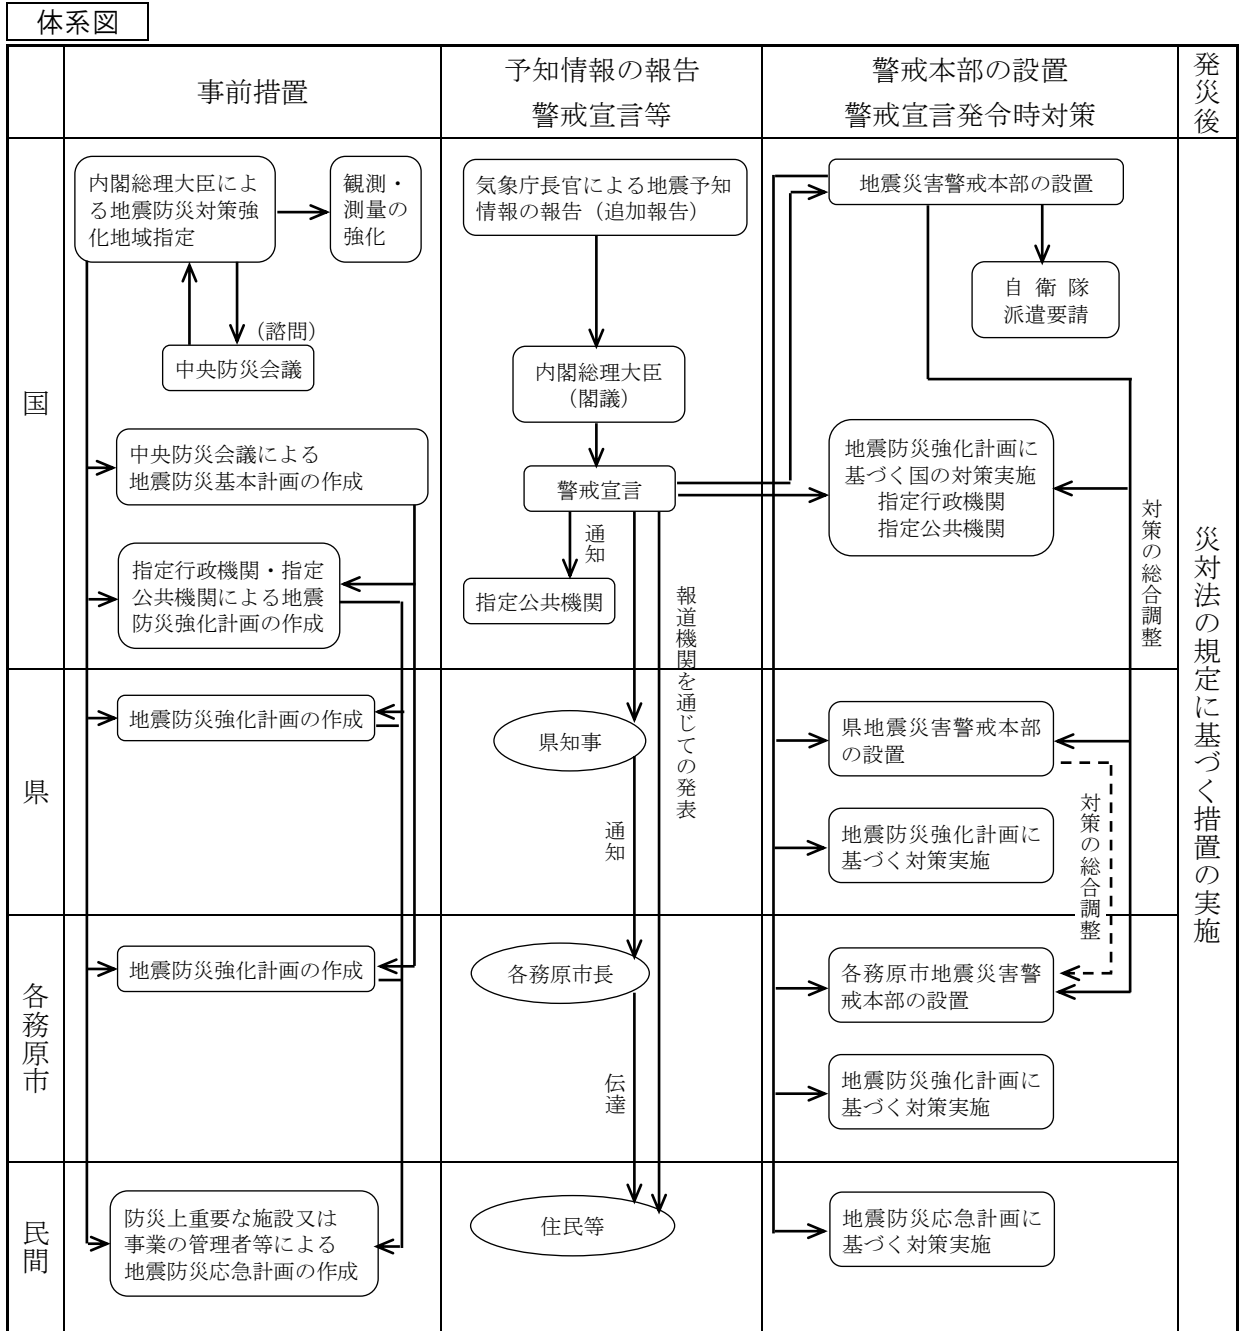 体系図
事前措置
予知情報の報告
警戒宣言等
警戒本部の設置
警戒宣言発令時対策
発災後
国
内閣総理大臣によ
る地震防災対策強
化地域指定
観測・
測量の
強化
（諮問）
中央防災会議
中央防災会議による
地震防災基本計画の作成
指定行政機関・指定
公共機関による地震
防災強化計画の作成
気象庁長官による地震予知
情報の報告（追加報告）
内閣総理大臣
（閣議）
警戒宣言
通知
指定公共機関
報道機関を通じての発表
地震災害警戒本部の設置
自衛隊
派遣要請
地震防災強化計画に
基づく国の対策実施
指定行政機関
指定公共機関
対策の総合調整
災対法の規定に基づく措置の実施
県
地震防災強化計画の作成
県知事
通知
県地震災害警戒本部
の設置
地震防災強化計画に
基づく対策実施
対策の総合調整
各務原市
地震防災強化計画の作成
各務原市長
伝達
各務原市地震災害警
戒本部の設置
地震防災強化計画に
基づく対策実施
民間
防災上重要な施設又は
事業の管理者等による
地震防災応急計画の作成
住民等
地震防災応急計画に
基づく対策実施